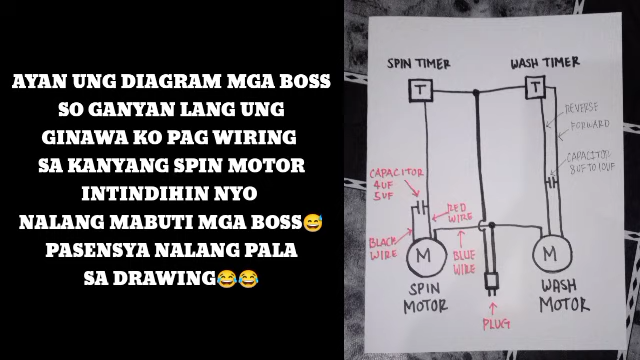 AYAN UNG DIAGRAM MGA BOSS
SO GANYAN LANG UNG
GINAWA KO PAG WIRING
SA KANYANG SPIN MOTOR
INTINDIHIN NYO
NALANG MABUTI MGA BOSS😅
PASENSYA NALANG PALA
SA DRAWING😂😂
SPIN TIMER
WASH TIMER
T
T
REVERSE
FORWARD
CAPACITOR
8UF TO 10UF
CAPACITOR
4UF
5UF
RED
WIRE
BLACK
WIRE
BLUE
WIRE
M
M
SPIN
MOTOR
WASH
MOTOR
PLUG